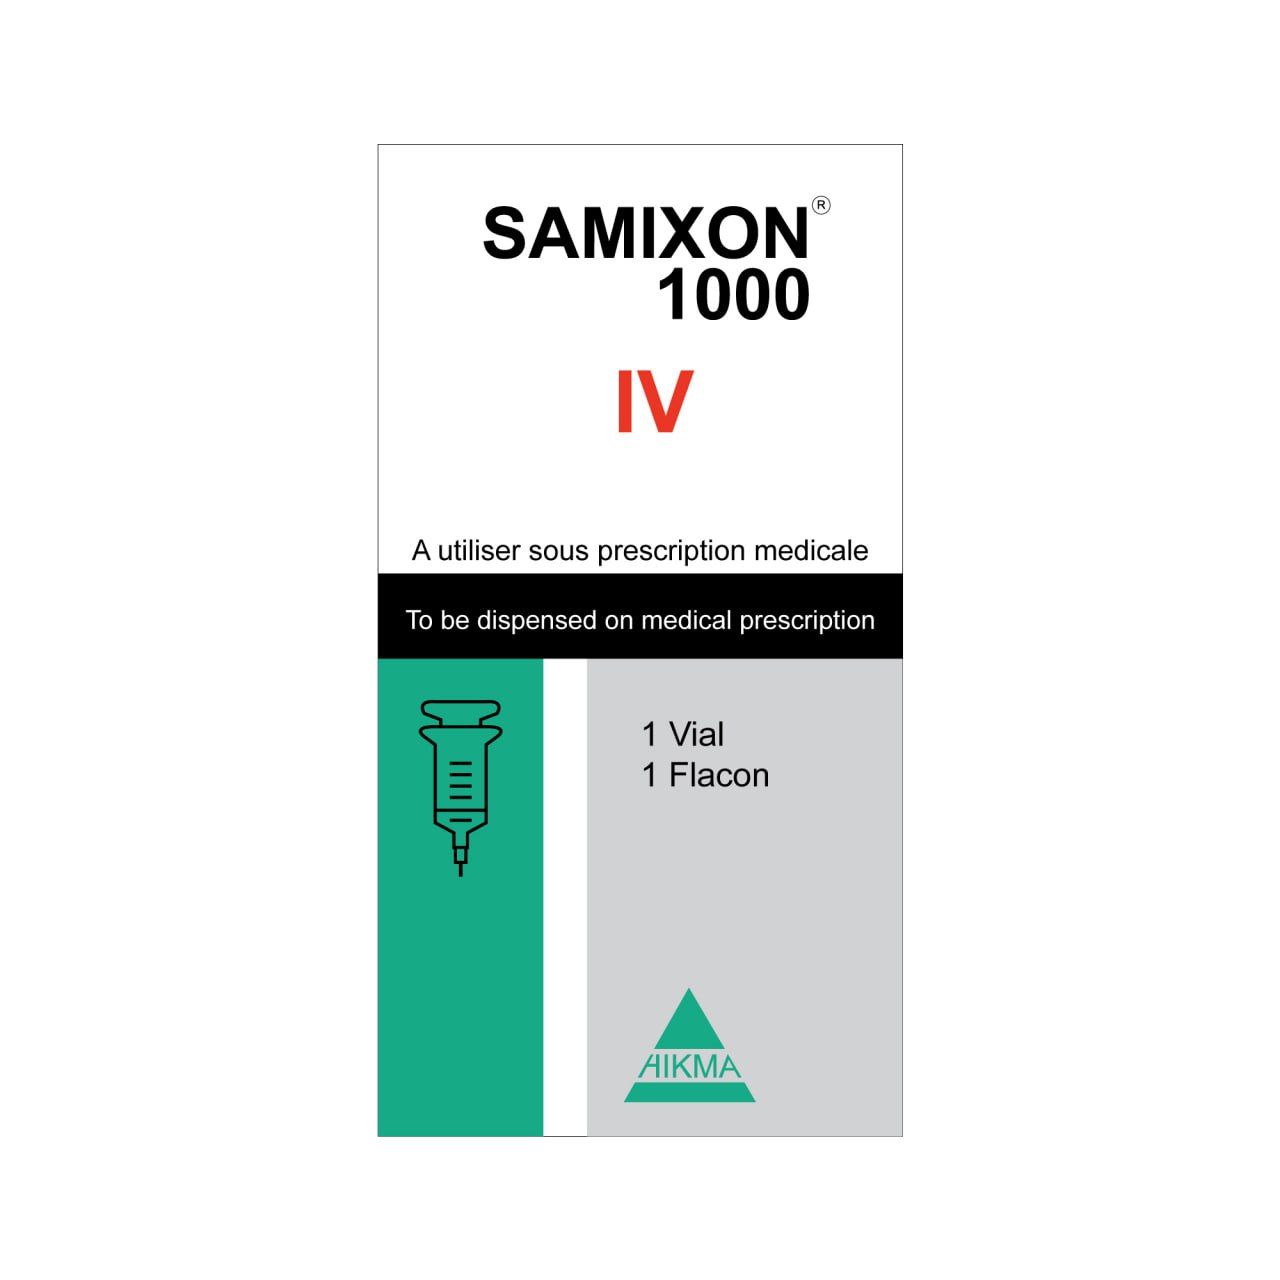 SAMIXON®
1000
IV
A utiliser sous prescription medicale
To be dispensed on medical prescription
1 Vial
1 Flacon
HIKMA